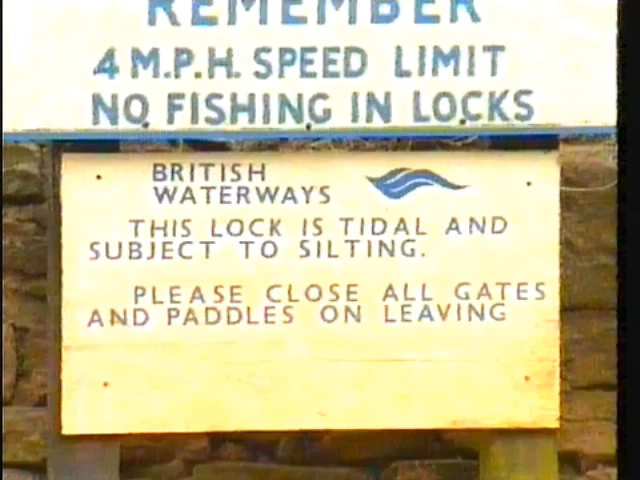 REMEMBER
4 M.P.H. SPEED LIMIT
NO FISHING IN LOCKS
BRITISH
WATERWAYS
THIS LOCK IS TIDAL AND
SUBJECT TO SILTING.
PLEASE CLOSE ALL GATES
AND PADDLES ON LEAVING